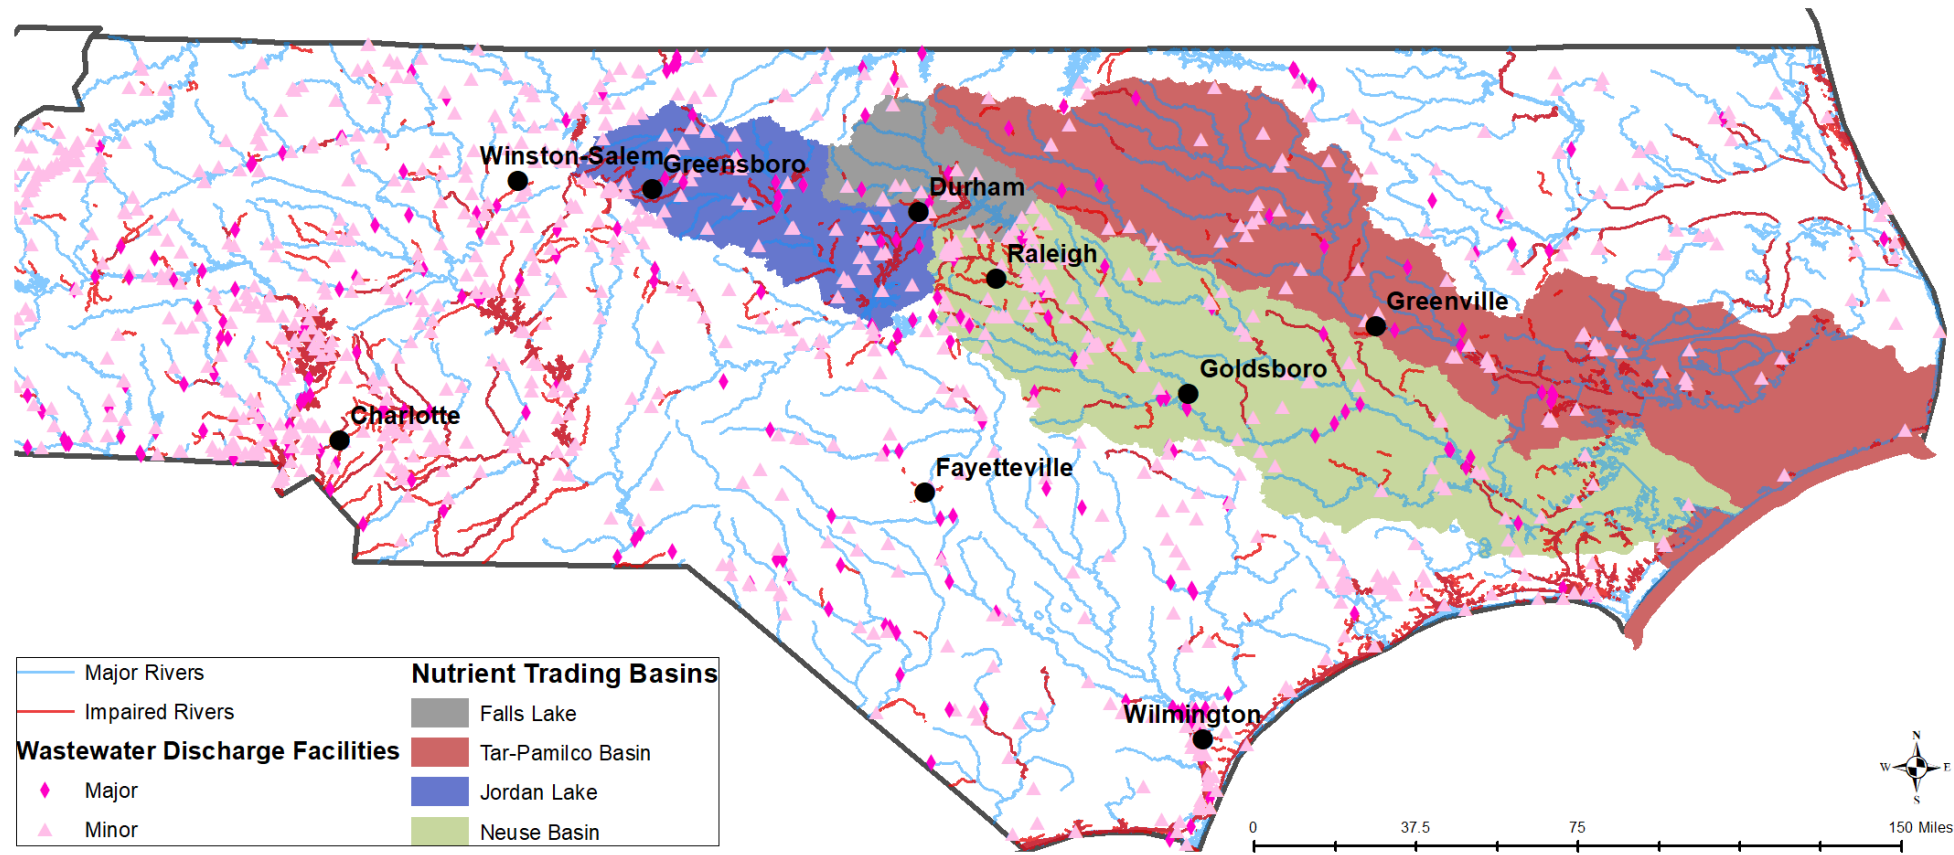 Winston-Salem
Greensboro
Durham
Raleigh
Greenville
Goldsboro
Charlotte
Fayetteville
Wilmington
Major Rivers
Impaired Rivers
Wastewater Discharge Facilities
Major
Minor
Nutrient Trading Basins
Falls Lake
Tar-Pamilco Basin
Jordan Lake
Neuse Basin
N
W E
S
0 37.5 75 150 Miles